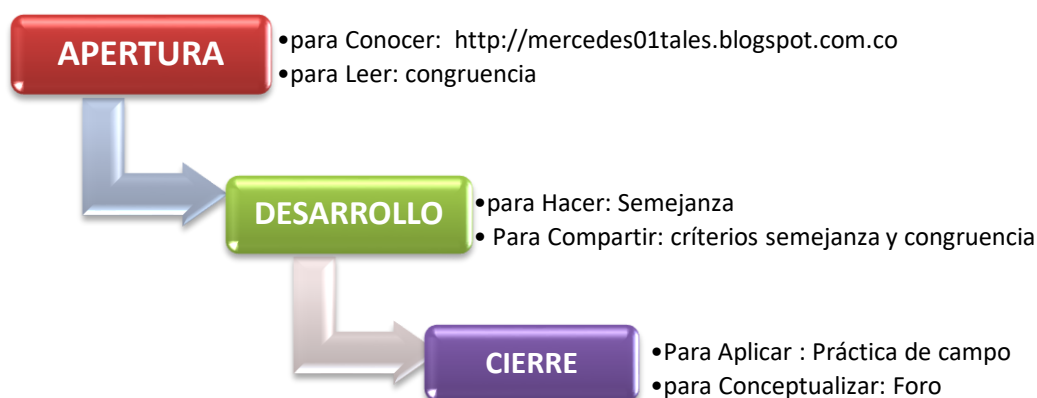 APERTURA
•para Conocer: http://mercedes01tales.blogspot.com.co
•para Leer: congruencia
DESARROLLO
•para Hacer: Semejanza
• Para Compartir: críterios semejanza y congruencia
CIERRE
•Para Aplicar : Práctica de campo
•para Conceptualizar: Foro